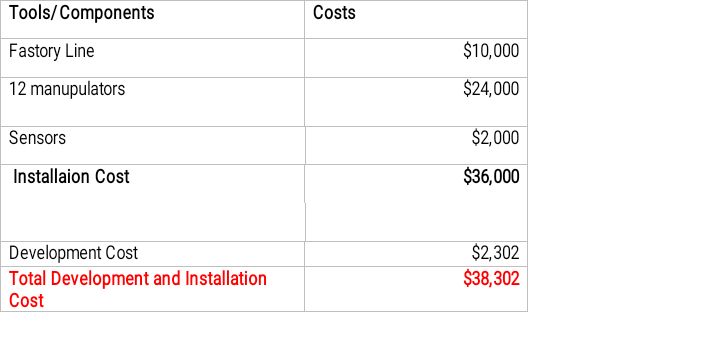 Tools/Components Costs
Fastory Line $10,000
12 manupulators $24,000
Sensors $2,000
Installaion Cost $36,000
Development Cost $2,302
Total Development and Installation $38,302
Cost